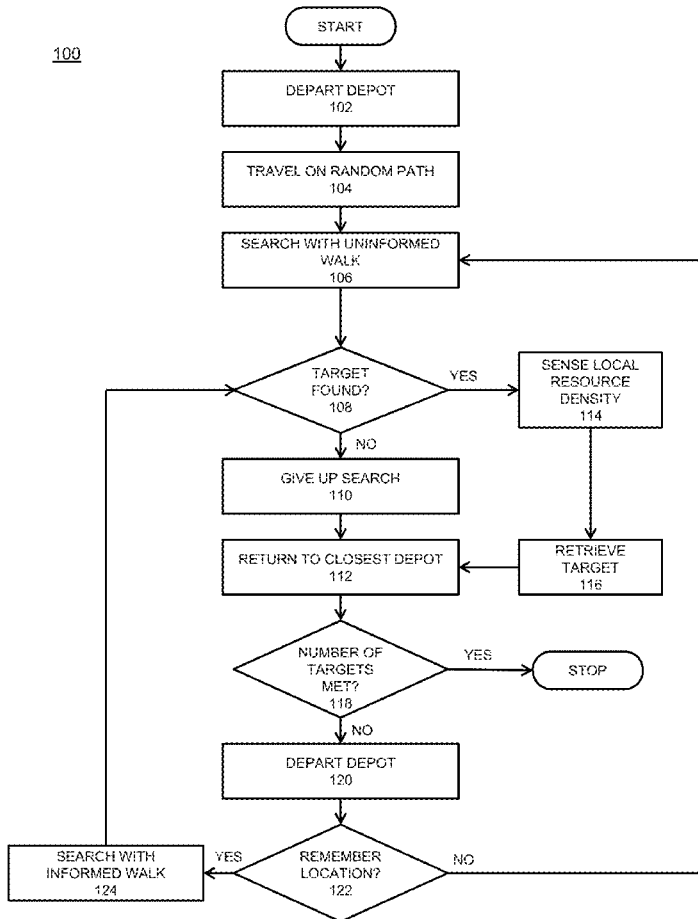 START
100
DEPART DEPOT
102
TRAVEL ON RANDOM PATH
104
SEARCH WITH UNINFORMED
WALK
106
TARGET
FOUND?
108
YES
SENSE LOCAL
RESOURCE
DENSITY
114
NO
GIVE UP SEARCH
110
RETURN TO CLOSEST DEPOT
112
RETRIEVE
TARGET
116
NUMBER OF
TARGETS
MET?
118
YES
STOP
NO
DEPART DEPOT
120
SEARCH WITH
INFORMED WALK
124
YES
REMEMBER
LOCATION?
122
NO